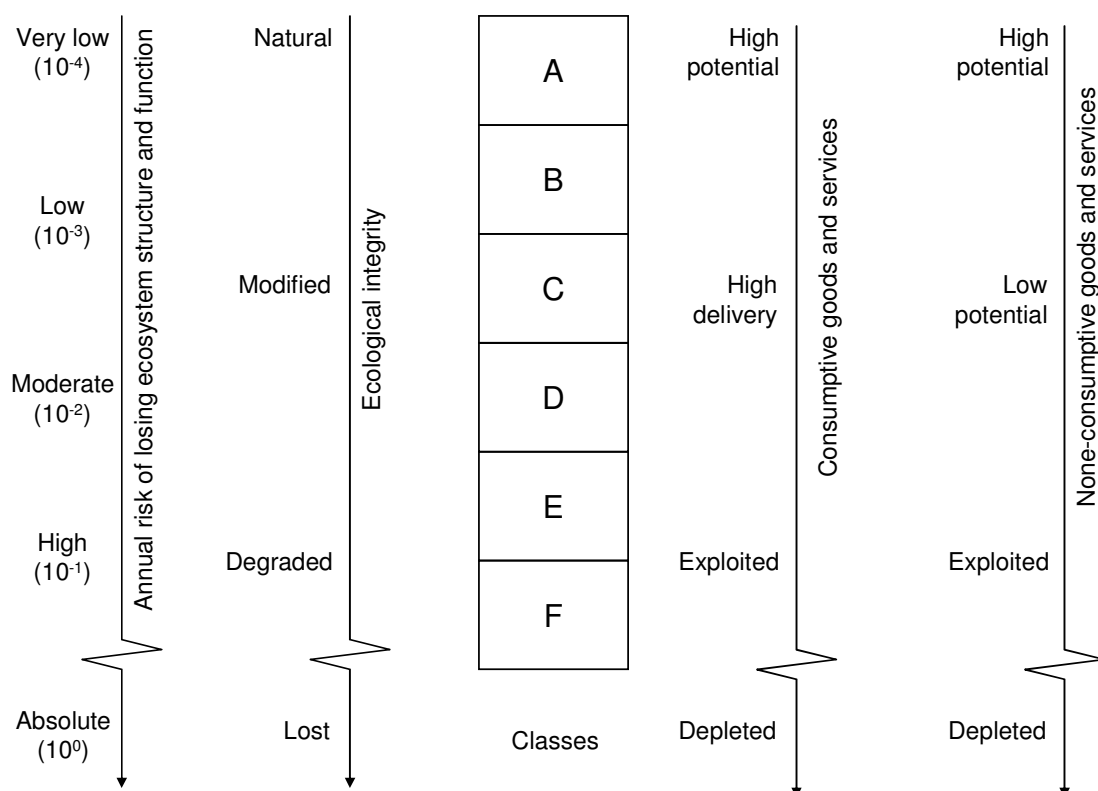 Very low
(10⁻⁴)
Low
(10⁻³)
Moderate
(10⁻²)
High
(10⁻¹)
Absolute
(10⁰)
Annual risk of losing ecosystem structure and function
Natural
Modified
Degraded
Lost
Ecological integrity
A
B
C
D
E
F
Classes
High
potential
High
delivery
Exploited
Depleted
Consumptive goods and services
High
potential
Low
potential
Exploited
Depleted
None-consumptive goods and services